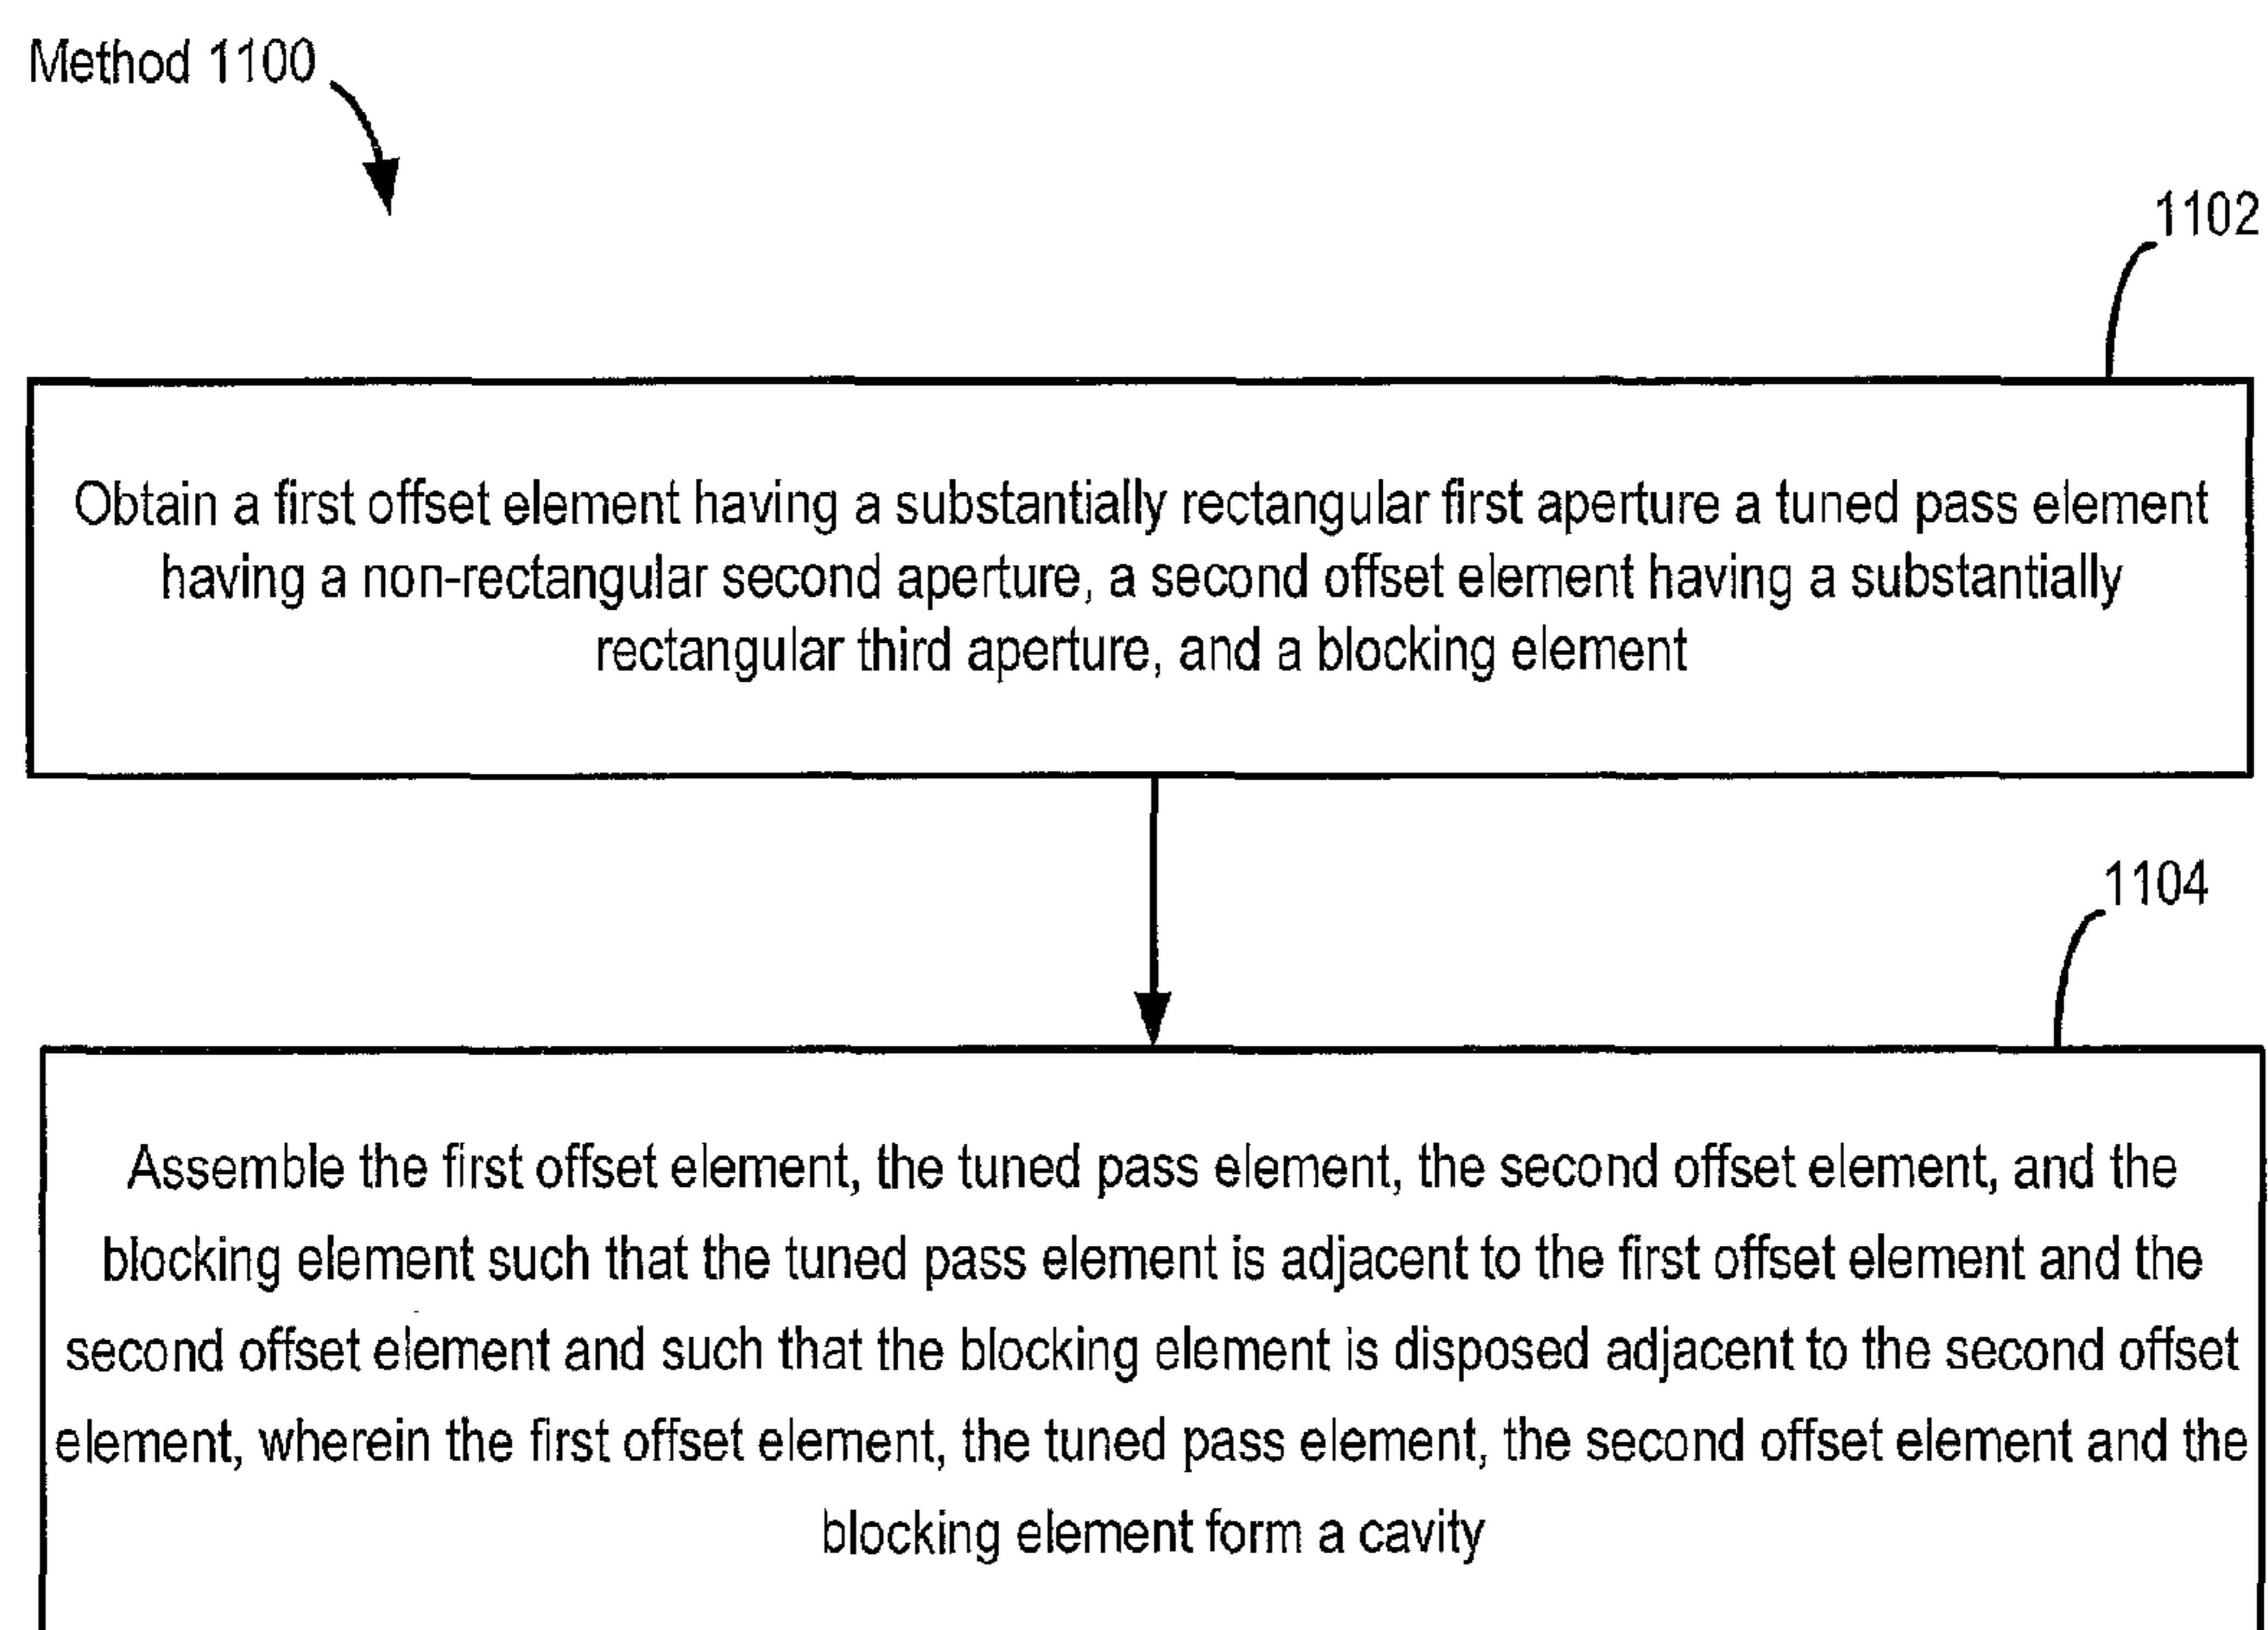 Method 1100
1102
Obtain a first offset element having a substantially rectangular first aperture a tuned pass element
having a non-rectangular second aperture, a second offset element having a substantially
rectangular third aperture, and a blocking element
1104
Assemble the first offset element, the tuned pass element, the second offset element, and the
blocking element such that the tuned pass element is adjacent to the first offset element and the
second offset element and such that the blocking element is disposed adjacent to the second offset
element, wherein the first offset element, the tuned pass element, the second offset element and the
blocking element form a cavity